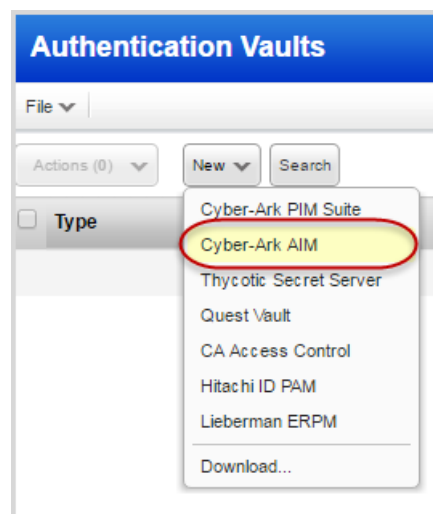 Authentication Vaults
File
Actions (0) New Search
Type
Cyber-Ark PIM Suite
Cyber-Ark AIM
Thycotic Secret Server
Quest Vault
CA Access Control
Hitachi ID PAM
Lieberman ERPM
Download...